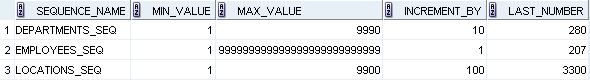 SEQUENCE_NAME MIN_VALUE MAX_VALUE INCREMENT_BY LAST_NUMBER
1 DEPARTMENTS_SEQ 1 9990 10 280
2 EMPLOYEES_SEQ 1 9999999999999999999999999999 1 207
3 LOCATIONS_SEQ 1 9900 100 3300